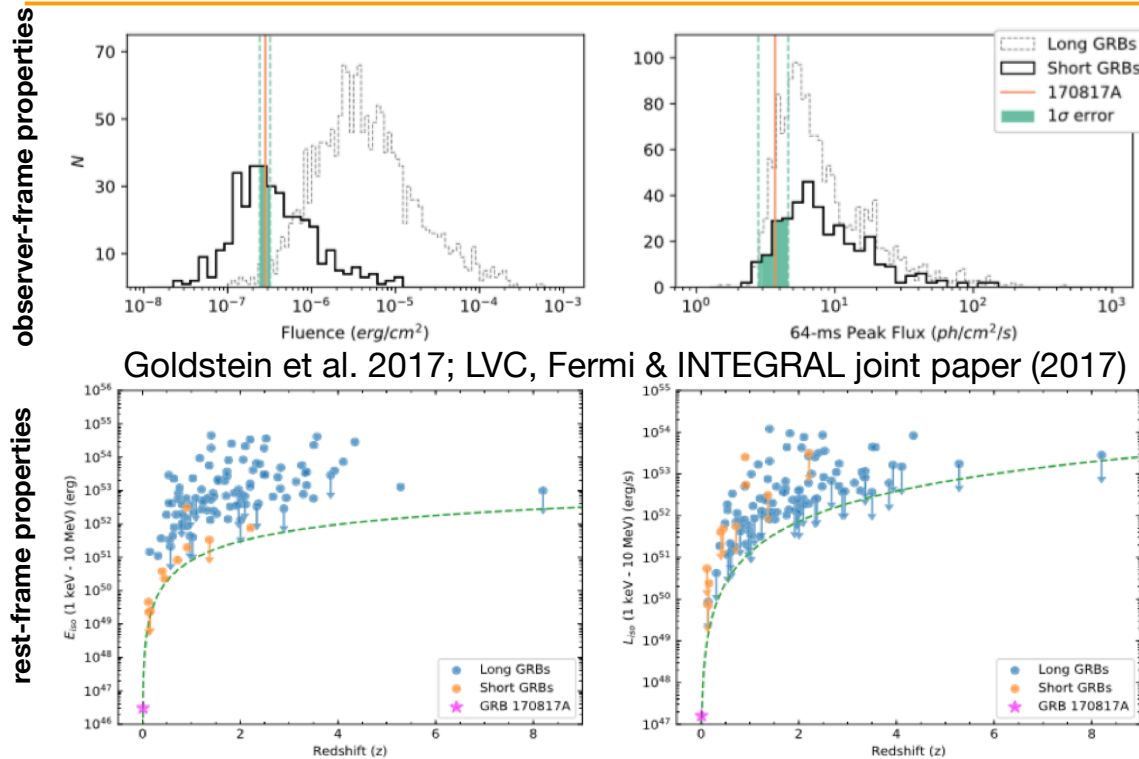 observer-frame properties
70
50
30
10
N
10⁻⁸ 10⁻⁷ 10⁻⁶ 10⁻⁵ 10⁻⁴ 10⁻³
Fluence (erg/cm²)
100
80
60
40
20
0
10⁰ 10¹ 10² 10³
64-ms Peak Flux (ph/cm²/s)
Long GRBs
Short GRBs
170817A
1σ error
Goldstein et al. 2017; LVC, Fermi & INTEGRAL joint paper (2017)
rest-frame properties
10⁵⁶
10⁵⁵
10⁵⁴
10⁵³
10⁵²
10⁵¹
10⁵⁰
10⁴⁹
10⁴⁸
10⁴⁷
10⁴⁶
E_iso (1 keV - 10 MeV) (erg)
0 2 4 6 8
Redshift (z)
Long GRBs
Short GRBs
GRB 170817A
10⁵⁵
10⁵⁴
10⁵³
10⁵²
10⁵¹
10⁵⁰
10⁴⁹
10⁴⁸
10⁴⁷
L_iso (1 keV - 10 MeV) (erg/s)
0 2 4 6 8
Redshift (z)
Long GRBs
Short GRBs
GRB 170817A